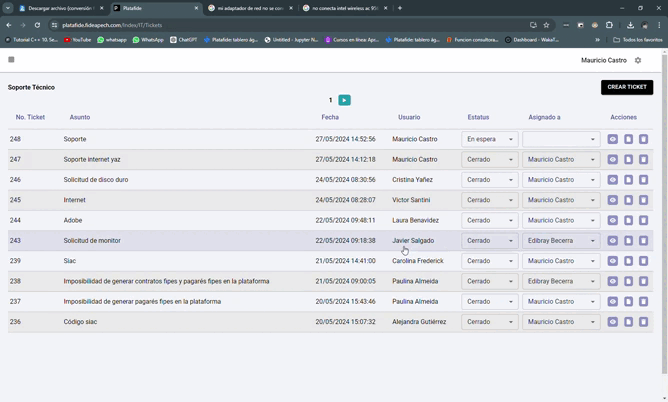 Descargar archivo (conversión
Platafide
mi adaptador de red no se con
no conecta intel wireless ac 95
platafide.fideapech.com/Index/IT/Tickets
Tutorial C++ 10. Se...
YouTube
whatsapp
WhatsApp
ChatGPT
Platafide: tablero ág...
Untitled - Jupyter N...
Cursos en línea: Apr...
Platafide: tablero ág...
Funcom consultora...
Dashboard - WakaT...
Todos los favoritos
Mauricio Castro
Soporte Técnico
CREAR TICKET
1
No. Ticket Asunto Fecha Usuario Estatus Asignado a Acciones
248 Soporte 27/05/2024 14:52:56 Mauricio Castro En espera
247 Soporte internet yaz 27/05/2024 14:12:18 Mauricio Castro Cerrado Mauricio Castro
246 Solicitud de disco duro 24/05/2024 08:30:56 Cristina Yañez Cerrado Mauricio Castro
245 Internet 24/05/2024 08:28:07 Victor Santini Cerrado Mauricio Castro
244 Adobe 22/05/2024 09:48:11 Laura Benavidez Cerrado Mauricio Castro
243 Solicitud de monitor 22/05/2024 09:18:38 Javier Salgado Cerrado Edibray Becerra
239 Siac 21/05/2024 14:41:00 Carolina Frederick Cerrado Mauricio Castro
238 Imposibilidad de generar contratos fipes y pagarés fipes en la plataforma 21/05/2024 09:00:05 Paulina Almeida Cerrado Edibray Becerra
237 Imposibilidad de generar pagarés fipes en la plataforma 20/05/2024 15:43:46 Paulina Almeida Cerrado Mauricio Castro
236 Código siac 20/05/2024 15:07:32 Alejandra Gutiérrez Cerrado Mauricio Castro